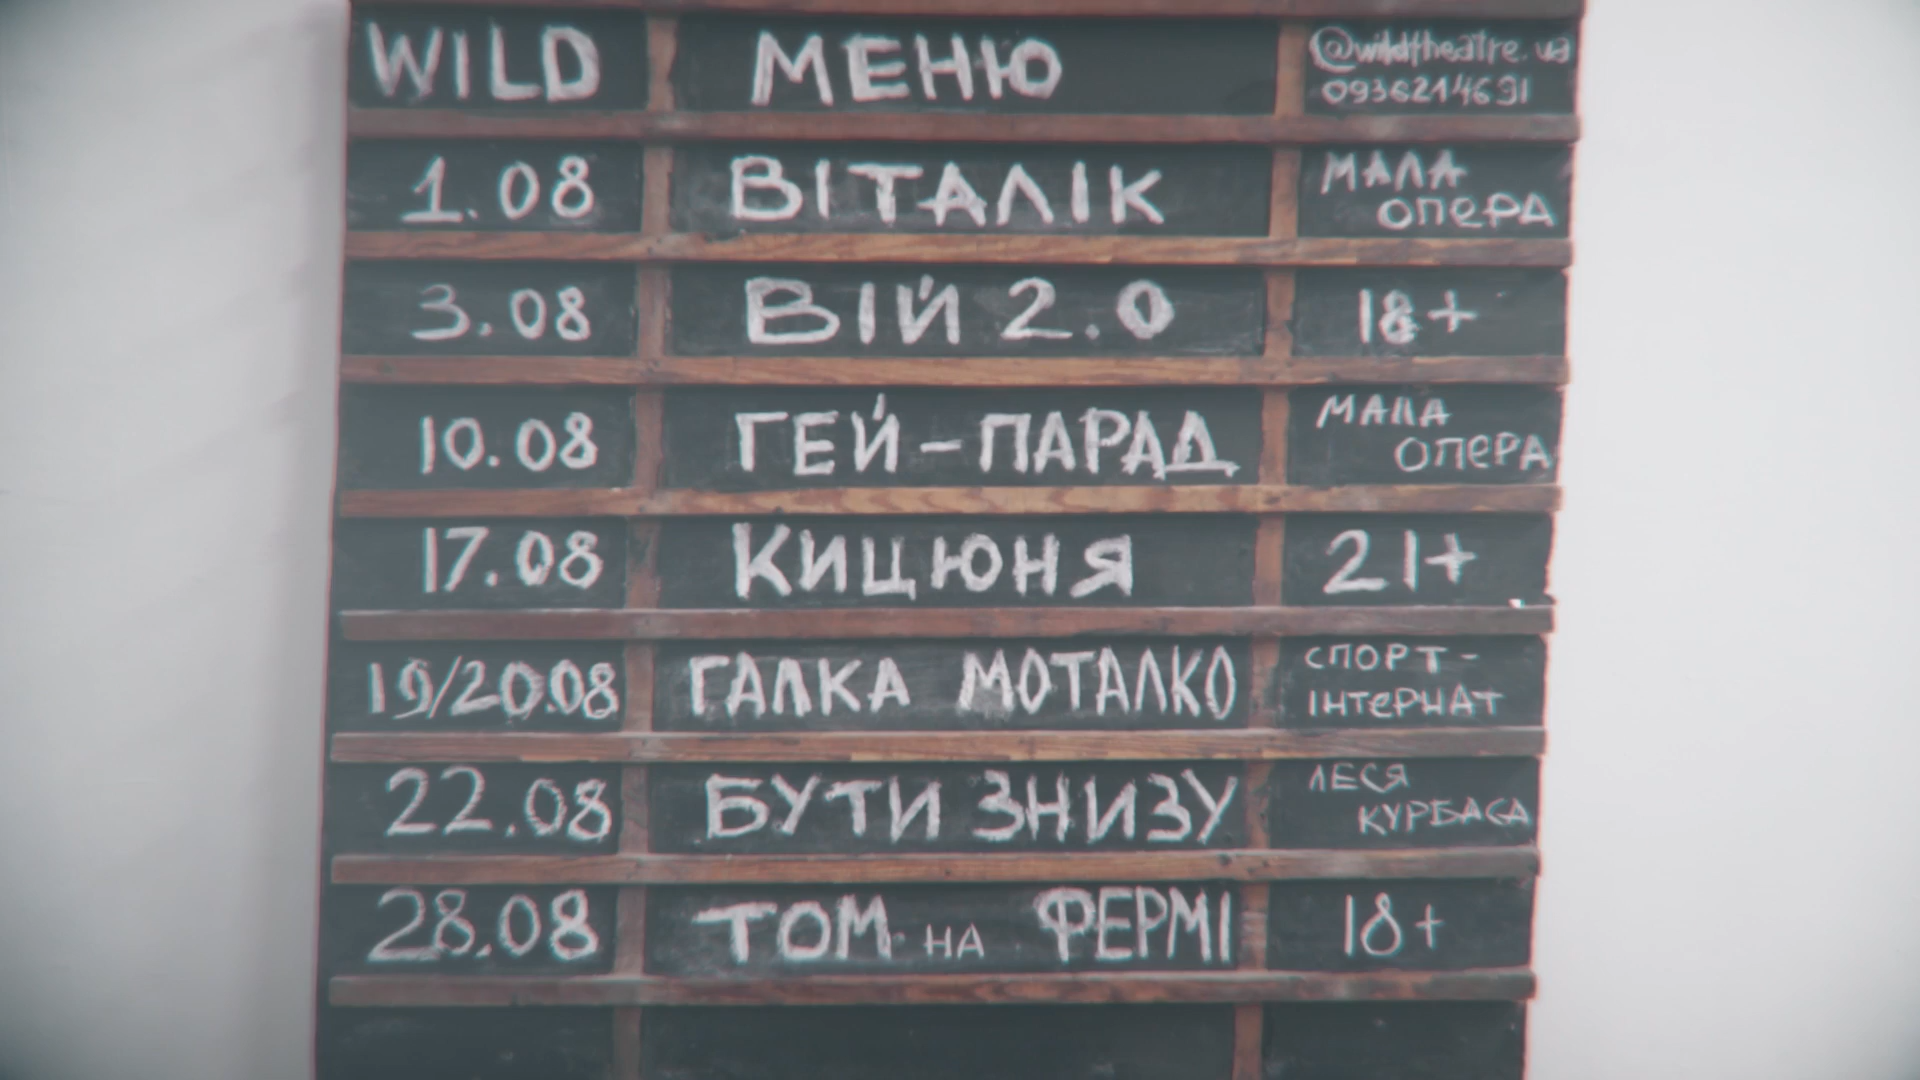 WILD МЕНЮ @wildtheatre.ua
0936214691
1.08 ВІТАЛІК МАЛА
ОПЕРА
3.08 ВІЙ 2.0 18+
10.08 ГЕЙ-ПАРАД МАЛА
ОПЕРА
17.08 КИЦЮНЯ 21+
19/20.08 ГАЛКА МОТАЛКО СПОРТ-
ІНТЕРНАТ
22.08 БУТИ ЗНИЗУ ЛЕСЯ
КУРБАСА
28.08 ТОМ НА ФЕРМІ 18+